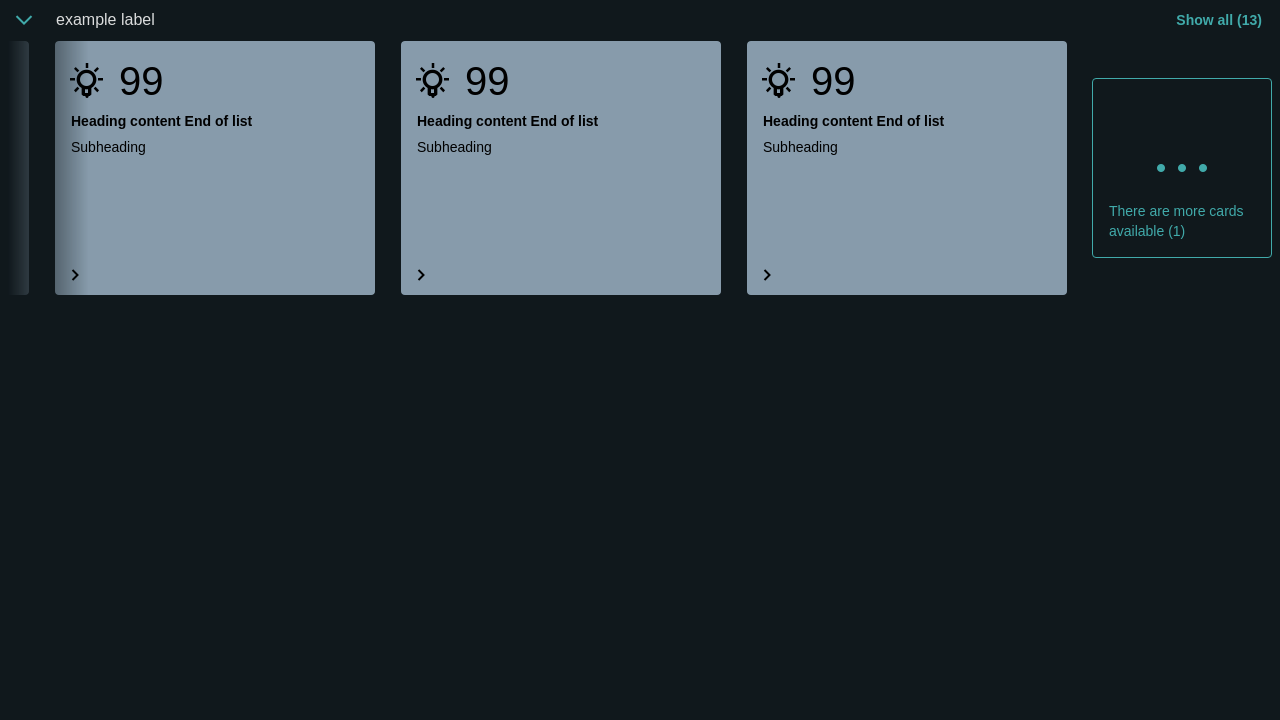 example label
Show all (13)
99
Heading content End of list
Subheading
99
Heading content End of list
Subheading
99
Heading content End of list
Subheading
There are more cards
available (1)